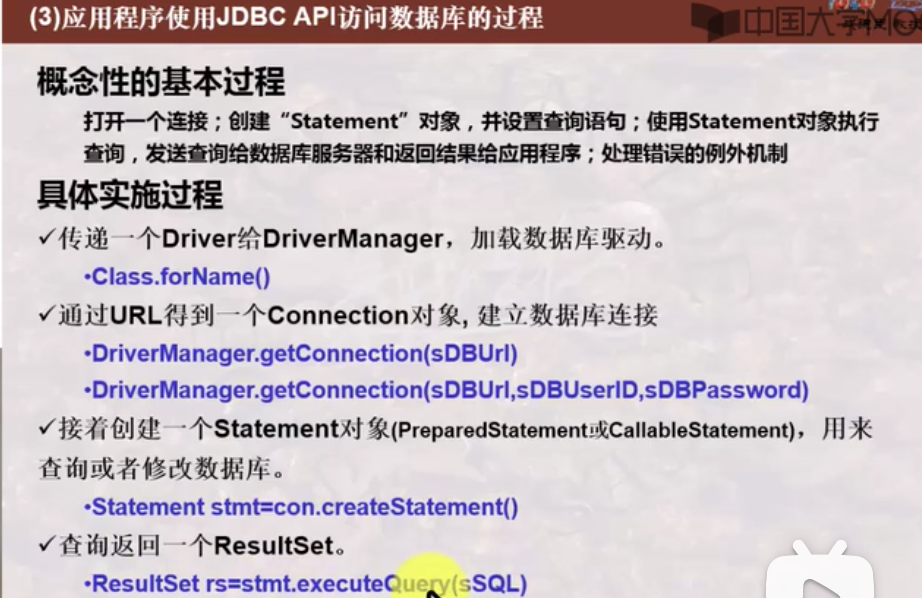 (3)应用程序使用JDBC API访问数据库的过程
中国大学MO
概念性的基本过程
打开一个连接；创建“Statement”对象，并设置查询语句；使用Statement对象执行
查询，发送查询给数据库服务器和返回结果给应用程序；处理错误的例外机制
具体实施过程
✓传递一个Driver给DriverManager，加载数据库驱动。
•Class.forName()
✓通过URL得到一个Connection对象, 建立数据库连接
•DriverManager.getConnection(sDBUrl)
•DriverManager.getConnection(sDBUrl,sDBUserID,sDBPassword)
✓接着创建一个Statement对象(PreparedStatement或CallableStatement)，用来
查询或者修改数据库。
•Statement stmt=con.createStatement()
✓查询返回一个ResultSet。
•ResultSet rs=stmt.executeQuery(sSQL)